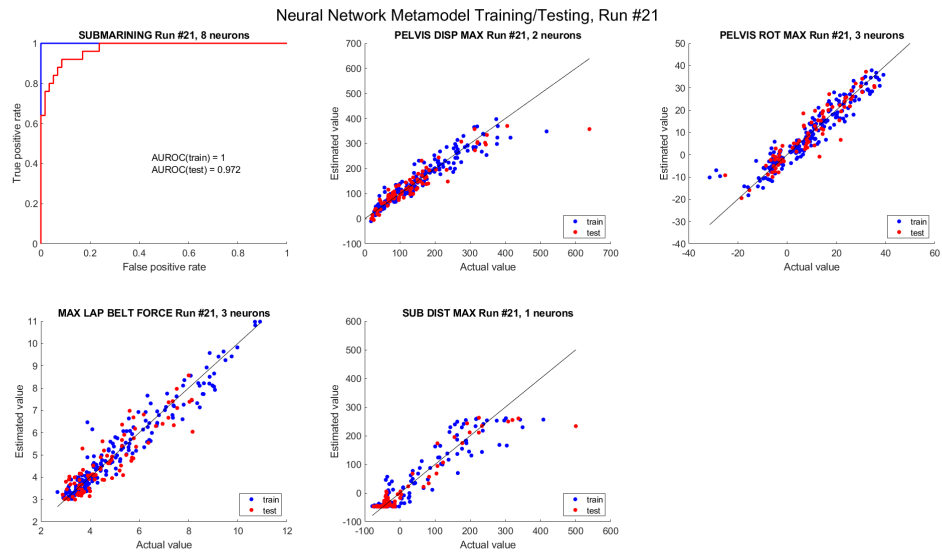 Neural Network Metamodel Training/Testing, Run #21
SUBMARINING Run #21, 8 neurons
True positive rate
1
0.8
0.6
0.4
0.2
0
AUROC(train) = 1
AUROC(test) = 0.972
0 0.2 0.4 0.6 0.8 1
False positive rate
PELVIS DISP MAX Run #21, 2 neurons
Estimated value
700
600
500
400
300
200
100
0
-100
train
test
0 100 200 300 400 500 600 700
Actual value
PELVIS ROT MAX Run #21, 3 neurons
Estimated value
50
40
30
20
10
0
-10
-20
-30
-40
train
test
-40 -20 0 20 40 60
Actual value
MAX LAP BELT FORCE Run #21, 3 neurons
Estimated value
11
10
9
8
7
6
5
4
3
2
train
test
2 4 6 8 10 12
Actual value
SUB DIST MAX Run #21, 1 neurons
Estimated value
600
500
400
300
200
100
0
-100
train
test
-100 0 100 200 300 400 500 600
Actual value